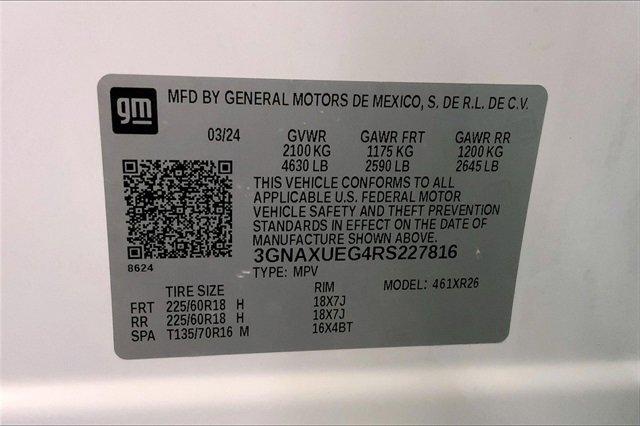 gm
MFD BY GENERAL MOTORS DE MEXICO, S. DE R.L. DE C.V.
03/24 GVWR GAWR FRT GAWR RR
2100 KG 1175 KG 1200 KG
4630 LB 2590 LB 2645 LB
THIS VEHICLE CONFORMS TO ALL
APPLICABLE U.S. FEDERAL MOTOR
VEHICLE SAFETY AND THEFT PREVENTION
STANDARDS IN EFFECT ON THE DATE OF
MANUFACTURE SHOWN ABOVE.
3GNAXUEG4RS227816
8624
TYPE: MPV MODEL: 461XR26
TIRE SIZE RIM
FRT 225/60R18 H 18X7J
RR 225/60R18 H 18X7J
SPA T135/70R16 M 16X4BT